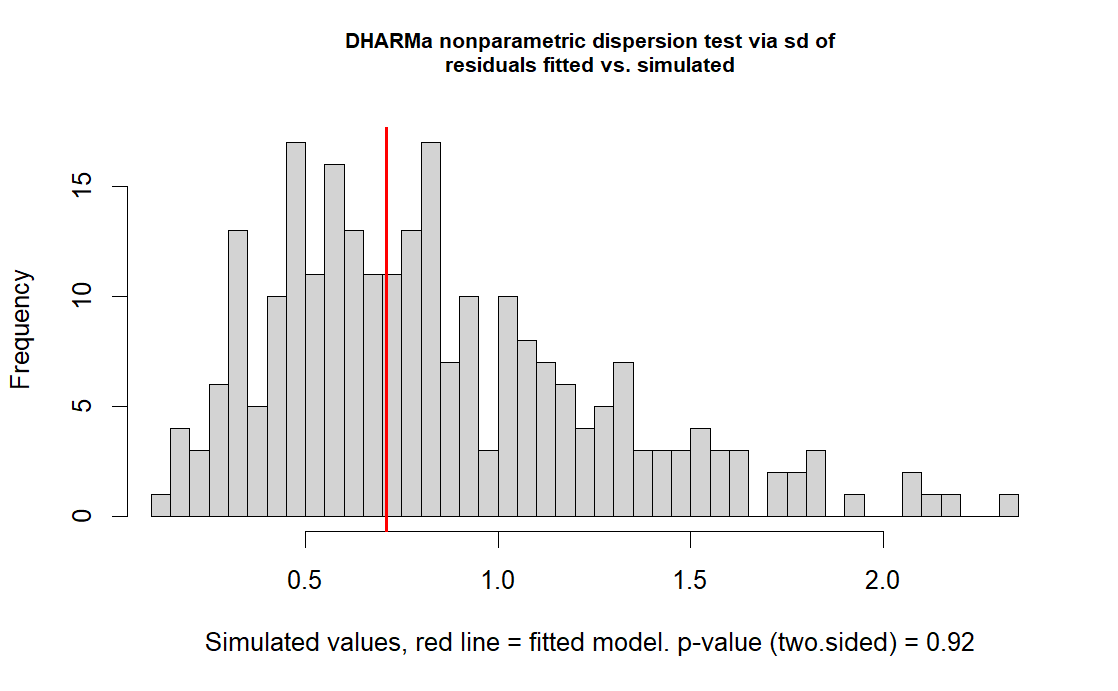 DHARMa nonparametric dispersion test via sd of
residuals fitted vs. simulated
Frequency
15
10
5
0
0.5 1.0 1.5 2.0
Simulated values, red line = fitted model. p-value (two.sided) = 0.92